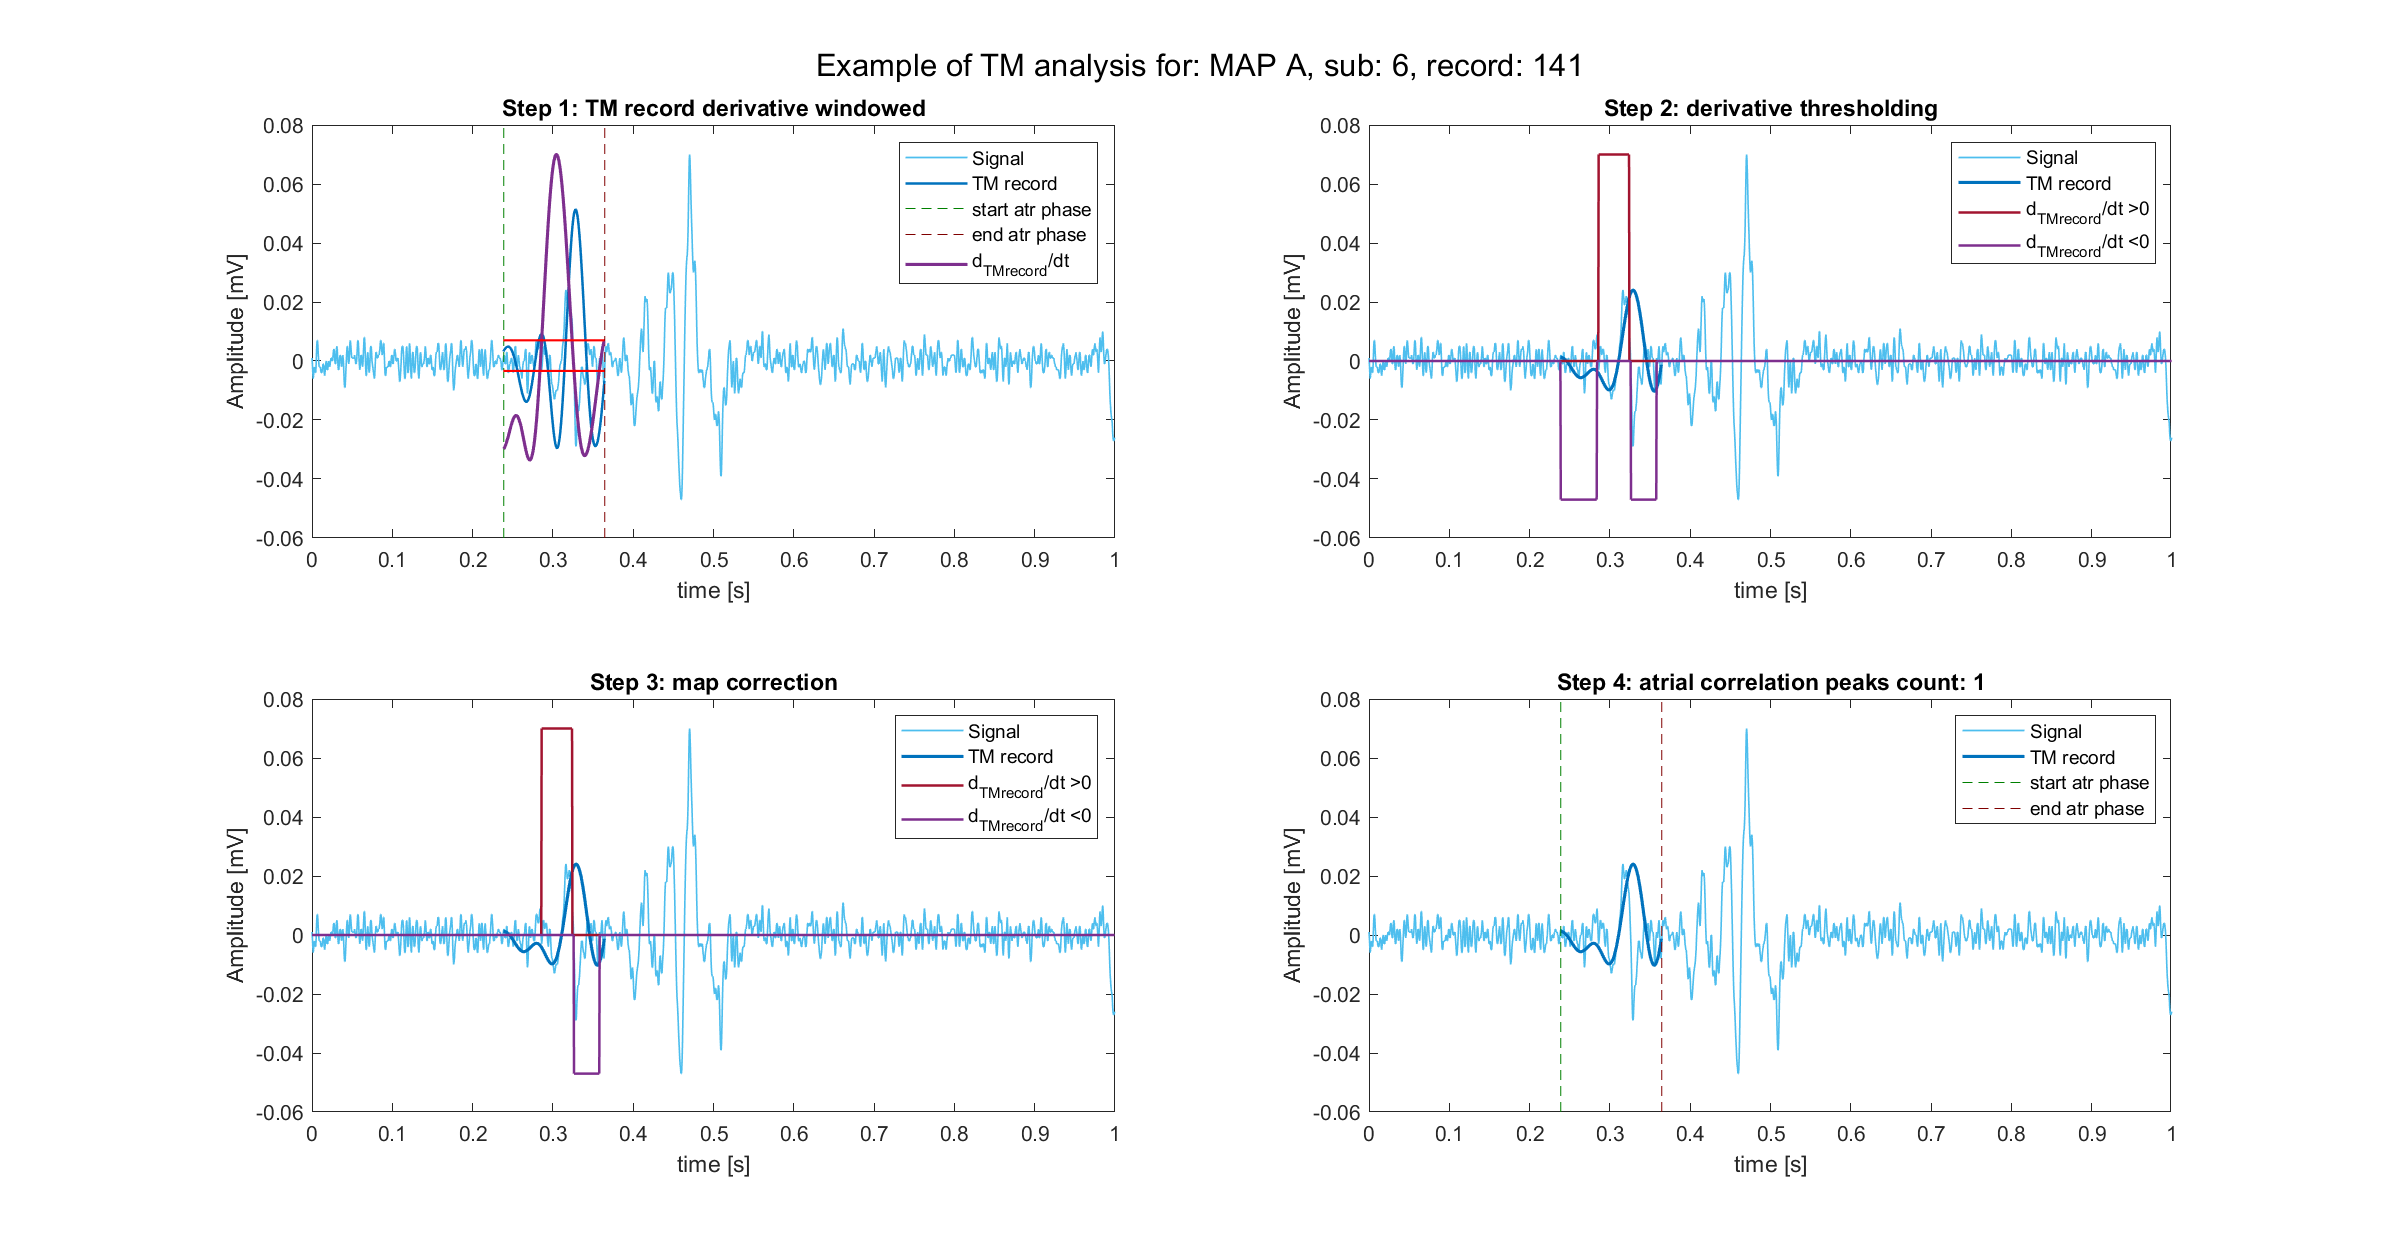 Example of TM analysis for: MAP A, sub: 6, record: 141
Step 1: TM record derivative windowed
0.08
0.06
0.04
0.02
0
-0.02
-0.04
-0.06
Amplitude [mV]
0 0.1 0.2 0.3 0.4 0.5 0.6 0.7 0.8 0.9 1
time [s]
Signal
TM record
start atr phase
end atr phase
dTMrecord/dt
Step 2: derivative thresholding
0.08
0.06
0.04
0.02
0
-0.02
-0.04
-0.06
Amplitude [mV]
0 0.1 0.2 0.3 0.4 0.5 0.6 0.7 0.8 0.9 1
time [s]
Signal
TM record
dTMrecord/dt >0
dTMrecord/dt <0
Step 3: map correction
0.08
0.06
0.04
0.02
0
-0.02
-0.04
-0.06
Amplitude [mV]
0 0.1 0.2 0.3 0.4 0.5 0.6 0.7 0.8 0.9 1
time [s]
Signal
TM record
dTMrecord/dt >0
dTMrecord/dt <0
Step 4: atrial correlation peaks count: 1
0.08
0.06
0.04
0.02
0
-0.02
-0.04
-0.06
Amplitude [mV]
0 0.1 0.2 0.3 0.4 0.5 0.6 0.7 0.8 0.9 1
time [s]
Signal
TM record
start atr phase
end atr phase